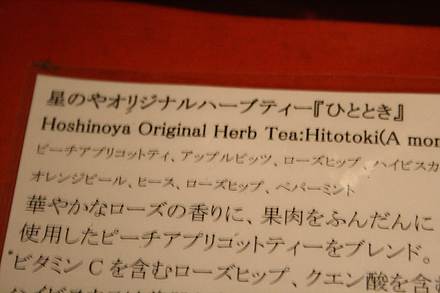 星のやオリジナルハーブティー『ひととき』
Hoshinoya Original Herb Tea:Hitotoki(A mor
ピーチアプリコットティ、アップルピッツ、ローズヒップ、ハイビスカ
オレンジピール、ヒース、ローズヒップ、ペパーミント
華やかなローズの香りに、果肉をふんだんに
使用したピーチアプリコットティーをブレンド。
ビタミンCを含むローズヒップ、クエン酸を含む